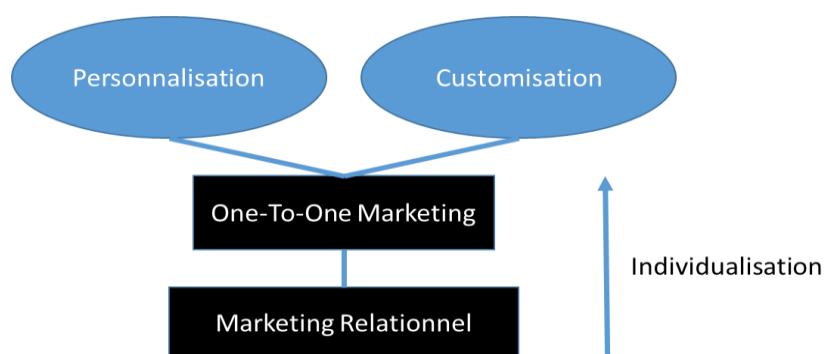 Personnalisation
Customisation
One-To-One Marketing
Individualisation
Marketing Relationnel